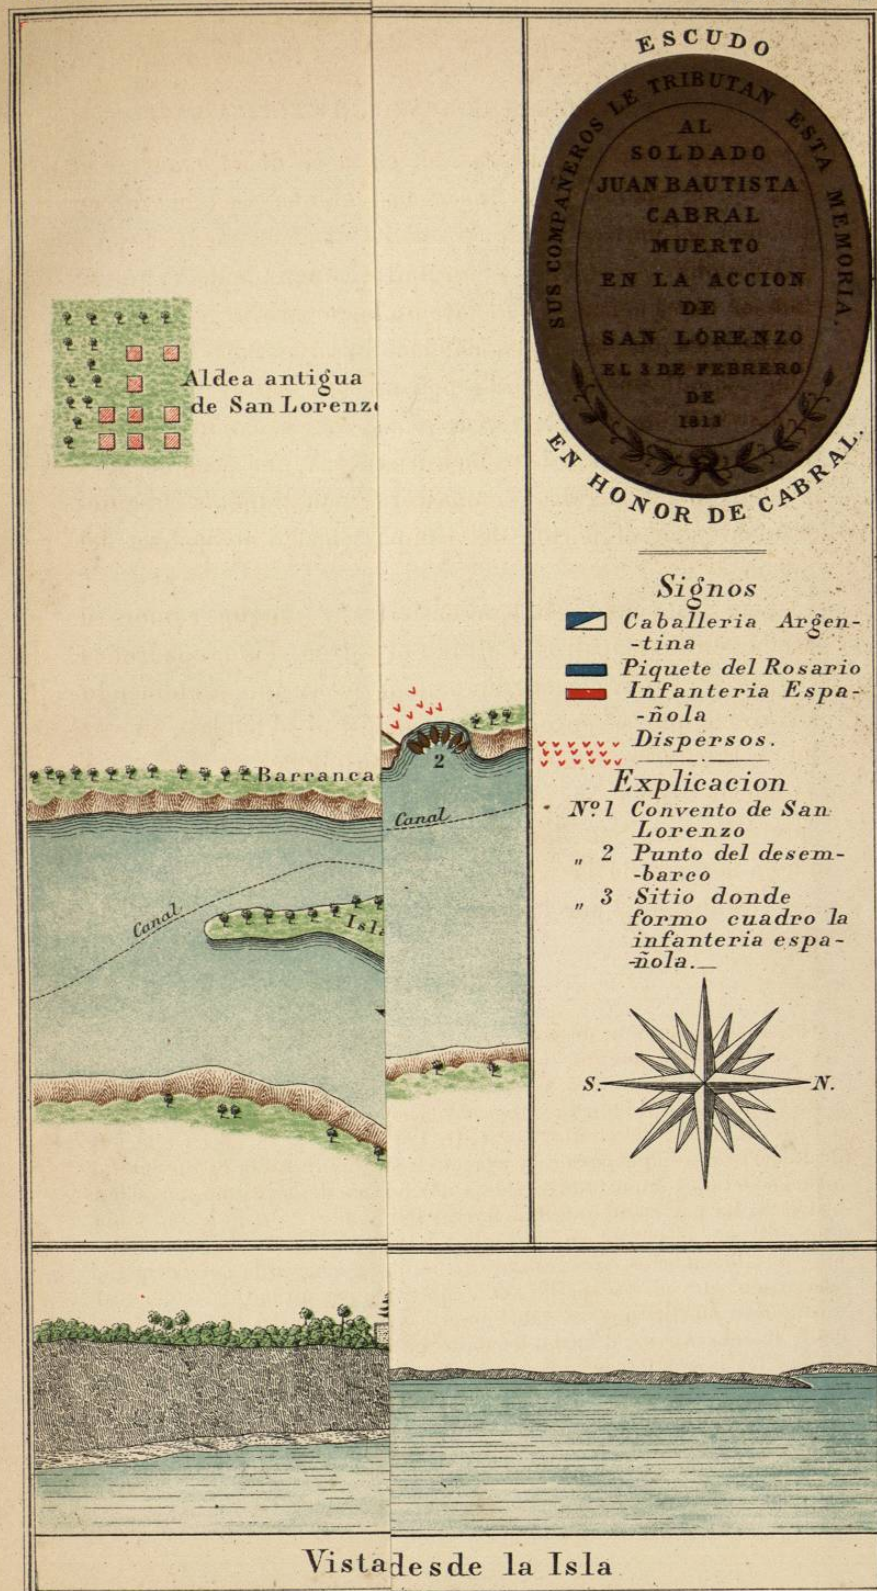 ESCUDO
SUS COMPAÑEROS LE TRIBUTAN ESTA MEMORIA.
AL
SOLDADO
JUAN BAUTISTA
CABRAL
MUERTO
EN LA ACCION
DE
SAN LORENZO
EL 3 DE FEBRERO
DE
1813
EN HONOR DE CABRAL.
Aldea antigua
de San Lorenzo
Signos
Caballeria Argen-
-tina
Piquete del Rosario
Infanteria Espa-
-ñola
Dispersos.
Explicacion
Nº. 1 Convento de San
Lorenzo
„ 2 Punto del desem-
-barco
„ 3 Sitio donde
formo cuadro la
infanteria espa-
-ñola.
Barranca
2
Canal
Canal
Isla
S.
N.
Vista desde la Isla